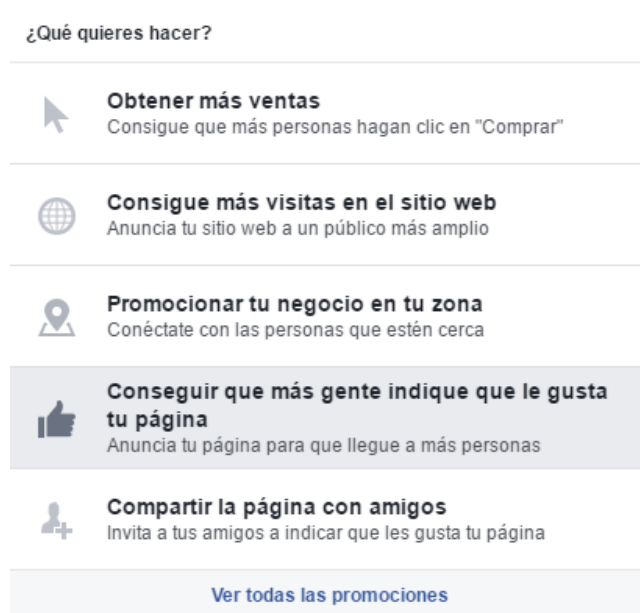 ¿Qué quieres hacer?
Obtener más ventas
Consigue que más personas hagan clic en "Comprar"
Consigue más visitas en el sitio web
Anuncia tu sitio web a un público más amplio
Promocionar tu negocio en tu zona
Conéctate con las personas que estén cerca
Conseguir que más gente indique que le gusta
tu página
Anuncia tu página para que llegue a más personas
Compartir la página con amigos
Invita a tus amigos a indicar que les gusta tu página
Ver todas las promociones